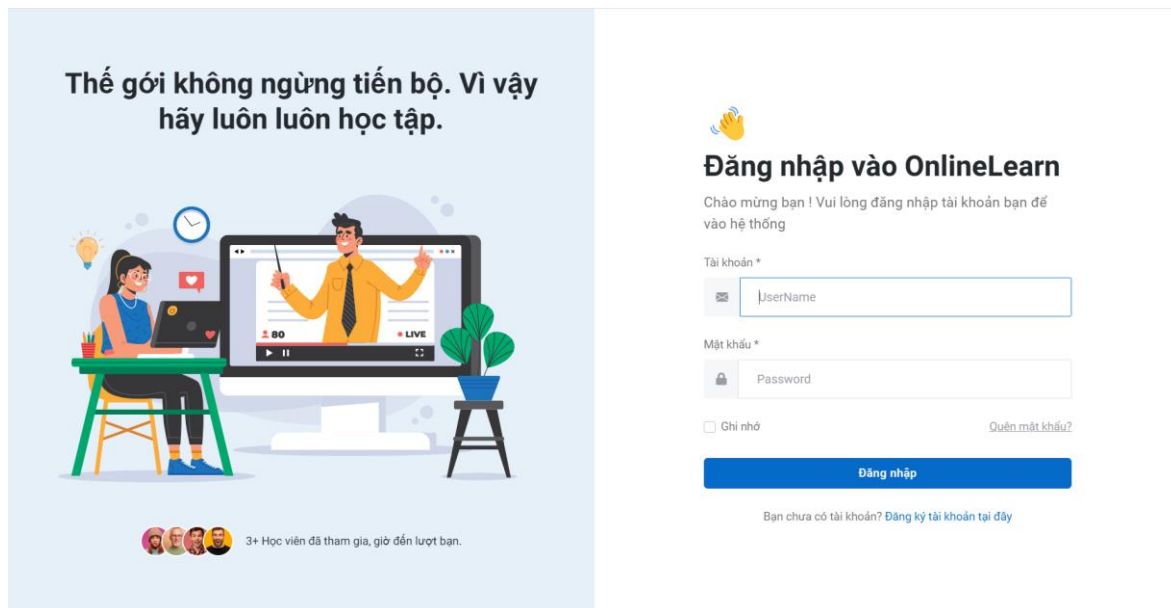 Thế gới không ngừng tiến bộ. Vì vậy
hãy luôn luôn học tập.
80
LIVE
3+ Học viên đã tham gia, giờ đến lượt bạn.
Đăng nhập vào OnlineLearn
Chào mừng bạn ! Vui lòng đăng nhập tài khoản bạn để
vào hệ thống
Tài khoản *
UserName
Mật khẩu *
Password
Ghi nhớ
Quên mật khẩu?
Đăng nhập
Bạn chưa có tài khoản? Đăng ký tài khoản tại đây